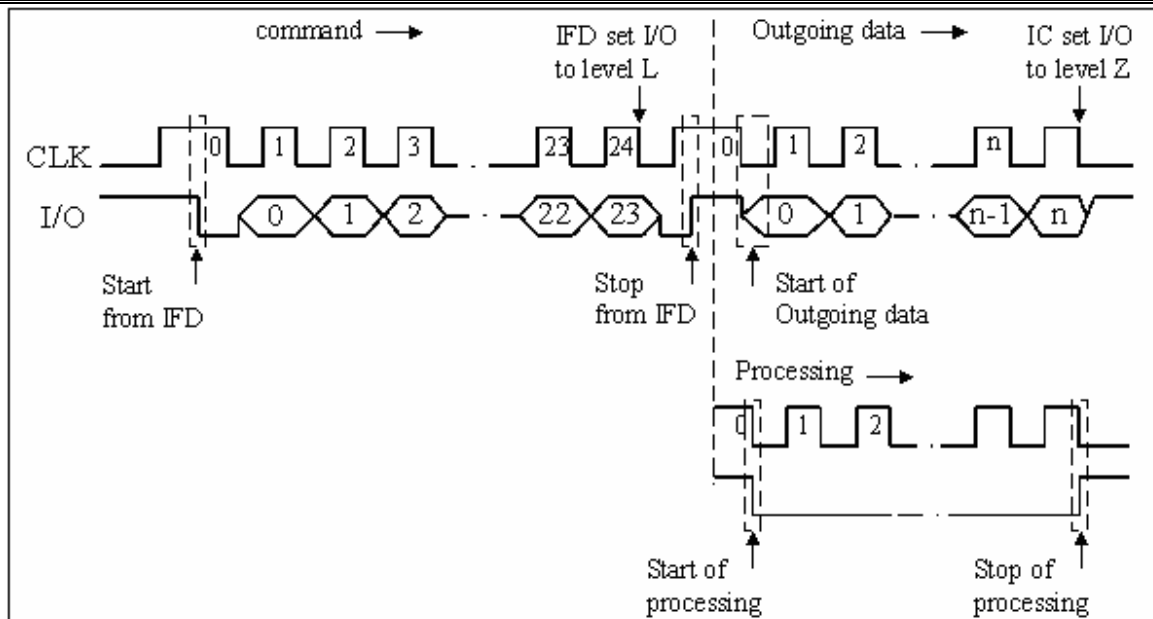 command →
IFD set I/O
to level L
Outgoing data →
IC set I/O
to level Z
CLK
0 1 2 3 23 24 0 1 2 n
I/O
0 1 2 22 23 0 1 n-1 n
Start
from IFD
Stop
from IFD
Start of
Outgoing data
Processing →
0 1 2
Start of
processing
Stop of
processing